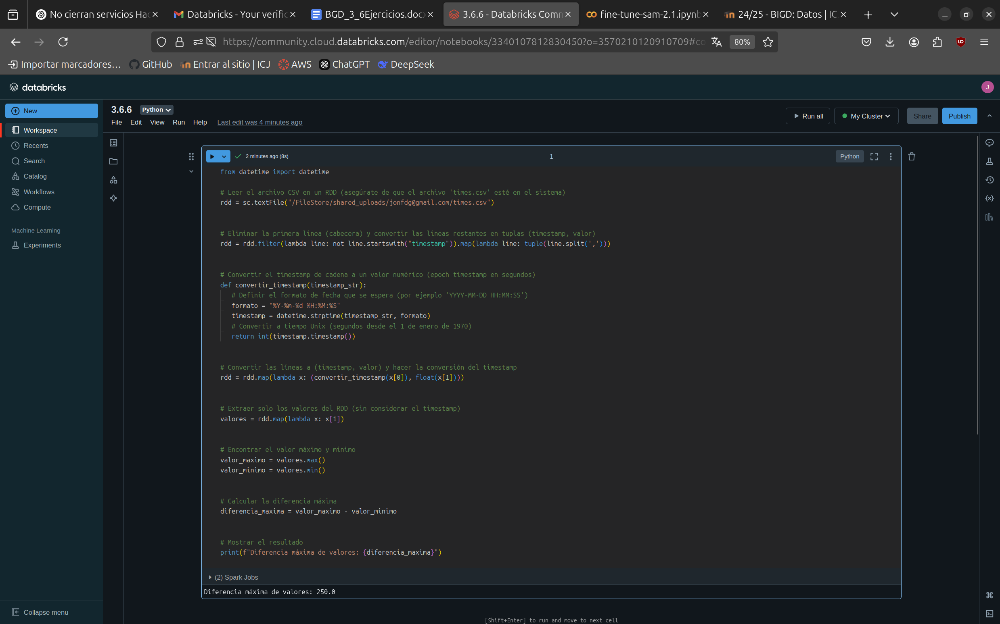 No cierran servicios Ha
Databricks - Your verifi
BGD_3_6Ejercicios.doc
3.6.6 - Databricks Com
fine-tune-sam-2.1.ipynb
24/25 - BIGD: Datos | IC
https://community.cloud.databricks.com/editor/notebooks/3340107812830450?o=3570210120910709#co
80%
Importar marcadores…
GitHub
Entrar al sitio | ICJ
AWS
ChatGPT
DeepSeek
databricks
J
New
Workspace
Recents
Search
Catalog
Workflows
Compute
Machine Learning
Experiments
Collapse menu
3.6.6 Python
File Edit View Run Help Last edit was 4 minutes ago
Run all
My Cluster
Share
Publish
2 minutes ago (8s)
1
Python
from datetime import datetime
# Leer el archivo CSV en un RDD (asegúrate de que el archivo 'times.csv' esté en el sistema)
rdd = sc.textFile("/FileStore/shared_uploads/jonfdg@gmail.com/times.csv")
# Eliminar la primera línea (cabecera) y convertir las líneas restantes en tuplas (timestamp, valor)
rdd = rdd.filter(lambda line: not line.startswith("timestamp")).map(lambda line: tuple(line.split(',')))
# Convertir el timestamp de cadena a un valor numérico (epoch timestamp en segundos)
def convertir_timestamp(timestamp_str):
# Definir el formato de fecha que se espera (por ejemplo 'YYYY-MM-DD HH:MM:SS')
formato = "%Y-%m-%d %H:%M:%S"
timestamp = datetime.strptime(timestamp_str, formato)
# Convertir a tiempo Unix (segundos desde el 1 de enero de 1970)
return int(timestamp.timestamp())
# Convertir las líneas a (timestamp, valor) y hacer la conversión del timestamp
rdd = rdd.map(lambda x: (convertir_timestamp(x[0]), float(x[1])))
# Extraer solo los valores del RDD (sin considerar el timestamp)
valores = rdd.map(lambda x: x[1])
# Encontrar el valor máximo y mínimo
valor_maximo = valores.max()
valor_minimo = valores.min()
# Calcular la diferencia máxima
diferencia_maxima = valor_maximo - valor_minimo
# Mostrar el resultado
print(f"Diferencia máxima de valores: {diferencia_maxima}")
(2) Spark Jobs
Diferencia máxima de valores: 250.0
[Shift+Enter] to run and move to next cell